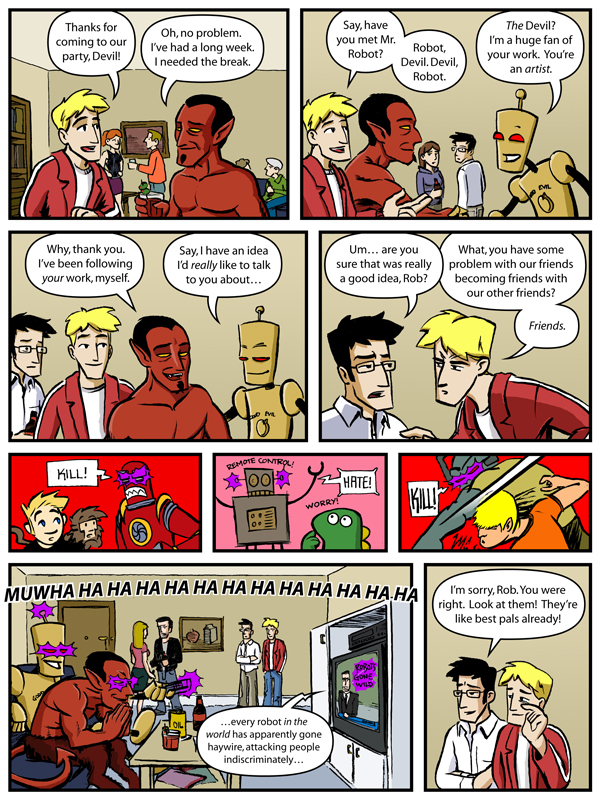 Thanks for
coming to our
party, Devil!
Oh, no problem.
I've had a long week.
I needed the break.
Say, have
you met Mr.
Robot?
Robot,
Devil. Devil,
Robot.
The Devil?
I'm a huge fan of
your work. You're
an artist.
EVIL
Why, thank you.
I've been following
your work, myself.
Say, I have an idea
I'd really like to talk
to you about…
GOOD EVIL
Um… are you
sure that was really
a good idea, Rob?
What, you have some
problem with our friends
becoming friends with
our other friends?
Friends.
KILL!
REMOTE CONTROL!
HATE!
WORRY!
KILL!
MUWHA HA HA HA HA HA HA HA HA HA HA HA HA HA
ROBOTS
GONE
WILD
GOOD
OIL
…every robot in the
world has apparently gone
haywire, attacking people
indiscriminately…
I'm sorry, Rob. You were
right. Look at them! They're
like best pals already!